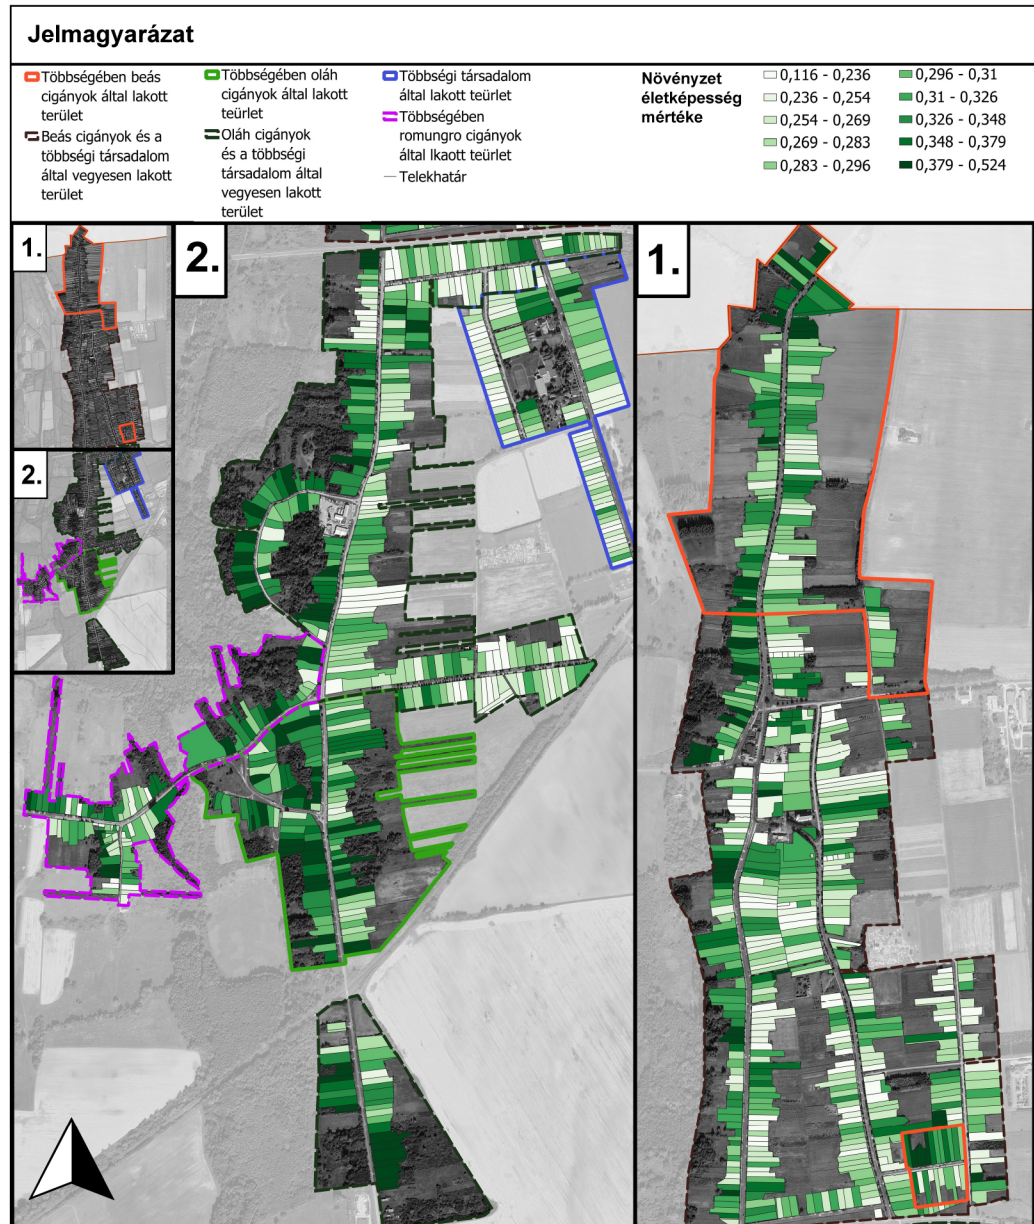 Jelmagyarázat
Többségében beás
cigányok által lakott
terület
Beás cigányok és a
többségi társadalom
által vegyesen lakott
terület
Többségében oláh
cigányok által lakott
teürlet
Oláh cigányok
és a többségi
társadalom által
vegyesen lakott
terület
Többségi társadalom
által lakott teürlet
Többségében
romungro cigányok
által lkaott teürlet
Telekhatár
Növényzet
életképesség
mértéke
0,116 - 0,236
0,236 - 0,254
0,254 - 0,269
0,269 - 0,283
0,283 - 0,296
0,296 - 0,31
0,31 - 0,326
0,326 - 0,348
0,348 - 0,379
0,379 - 0,524
1.
2.
2.
1.